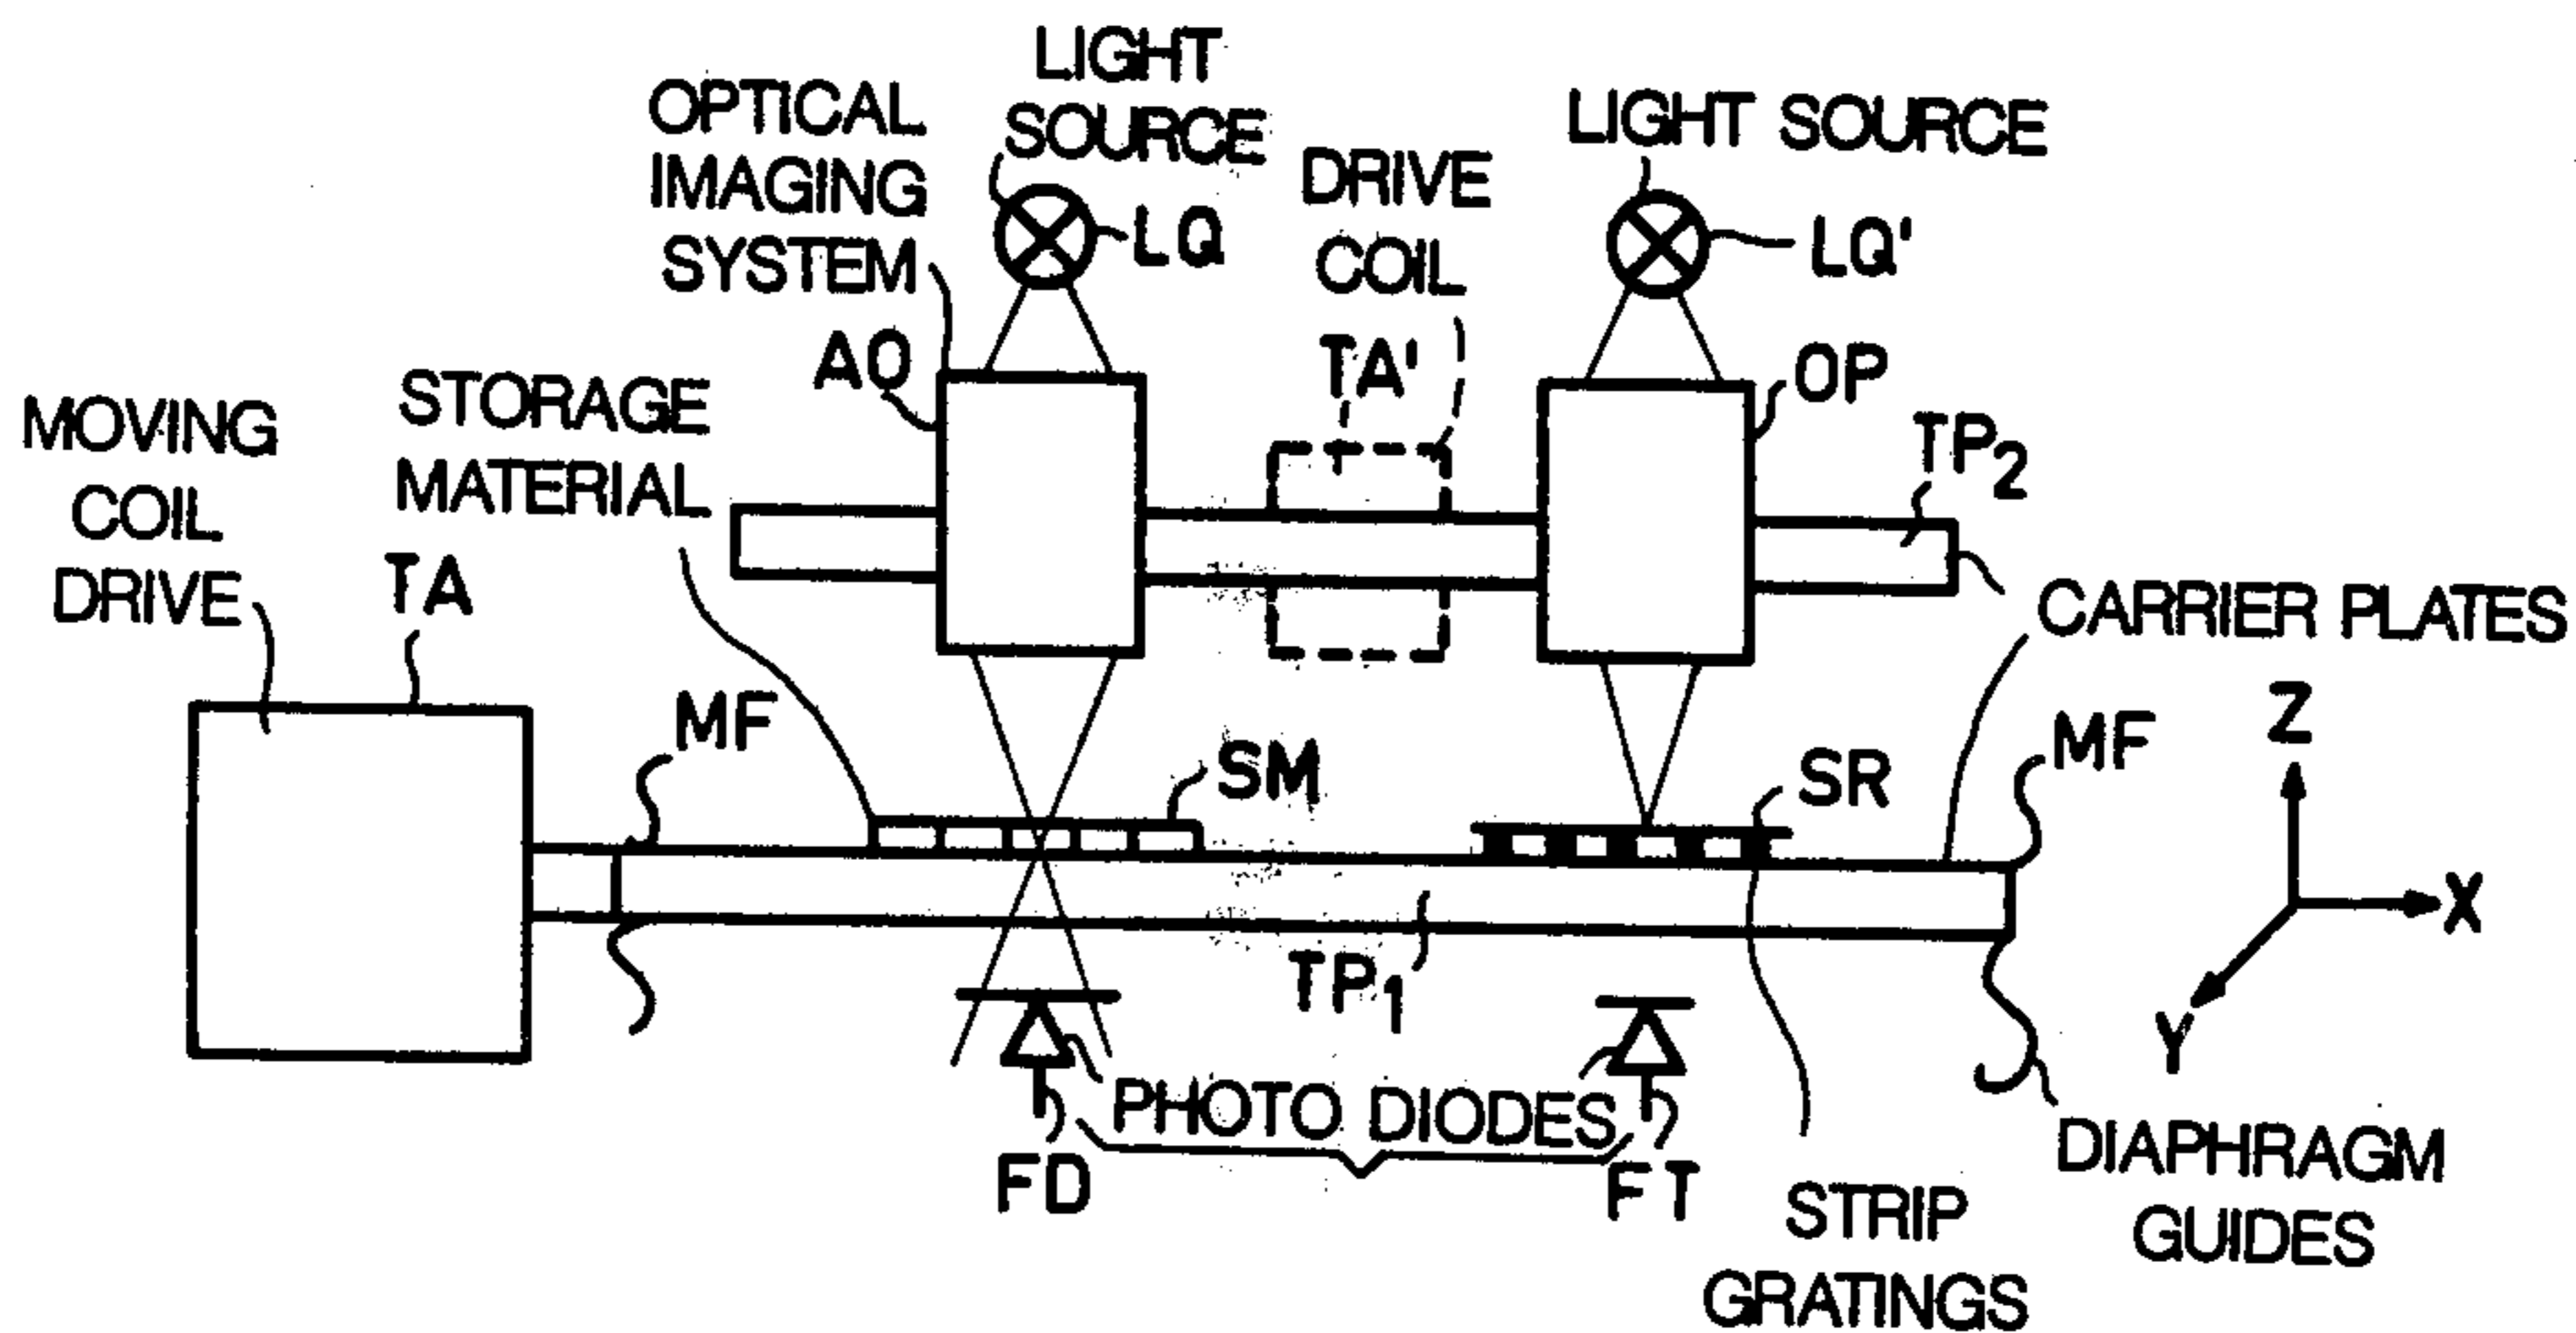 LIGHT
SOURCE
LQ
OPTICAL
IMAGING
SYSTEM
AO
LIGHT SOURCE
LQ'
DRIVE
COIL
TA'
OP
TP2
STORAGE
MATERIAL
MOVING
COIL
DRIVE
TA
CARRIER PLATES
MF
SM
SR
MF
Z
X
Y
TP1
PHOTO DIODES
FD
FT
STRIP
GRATINGS
DIAPHRAGM
GUIDES